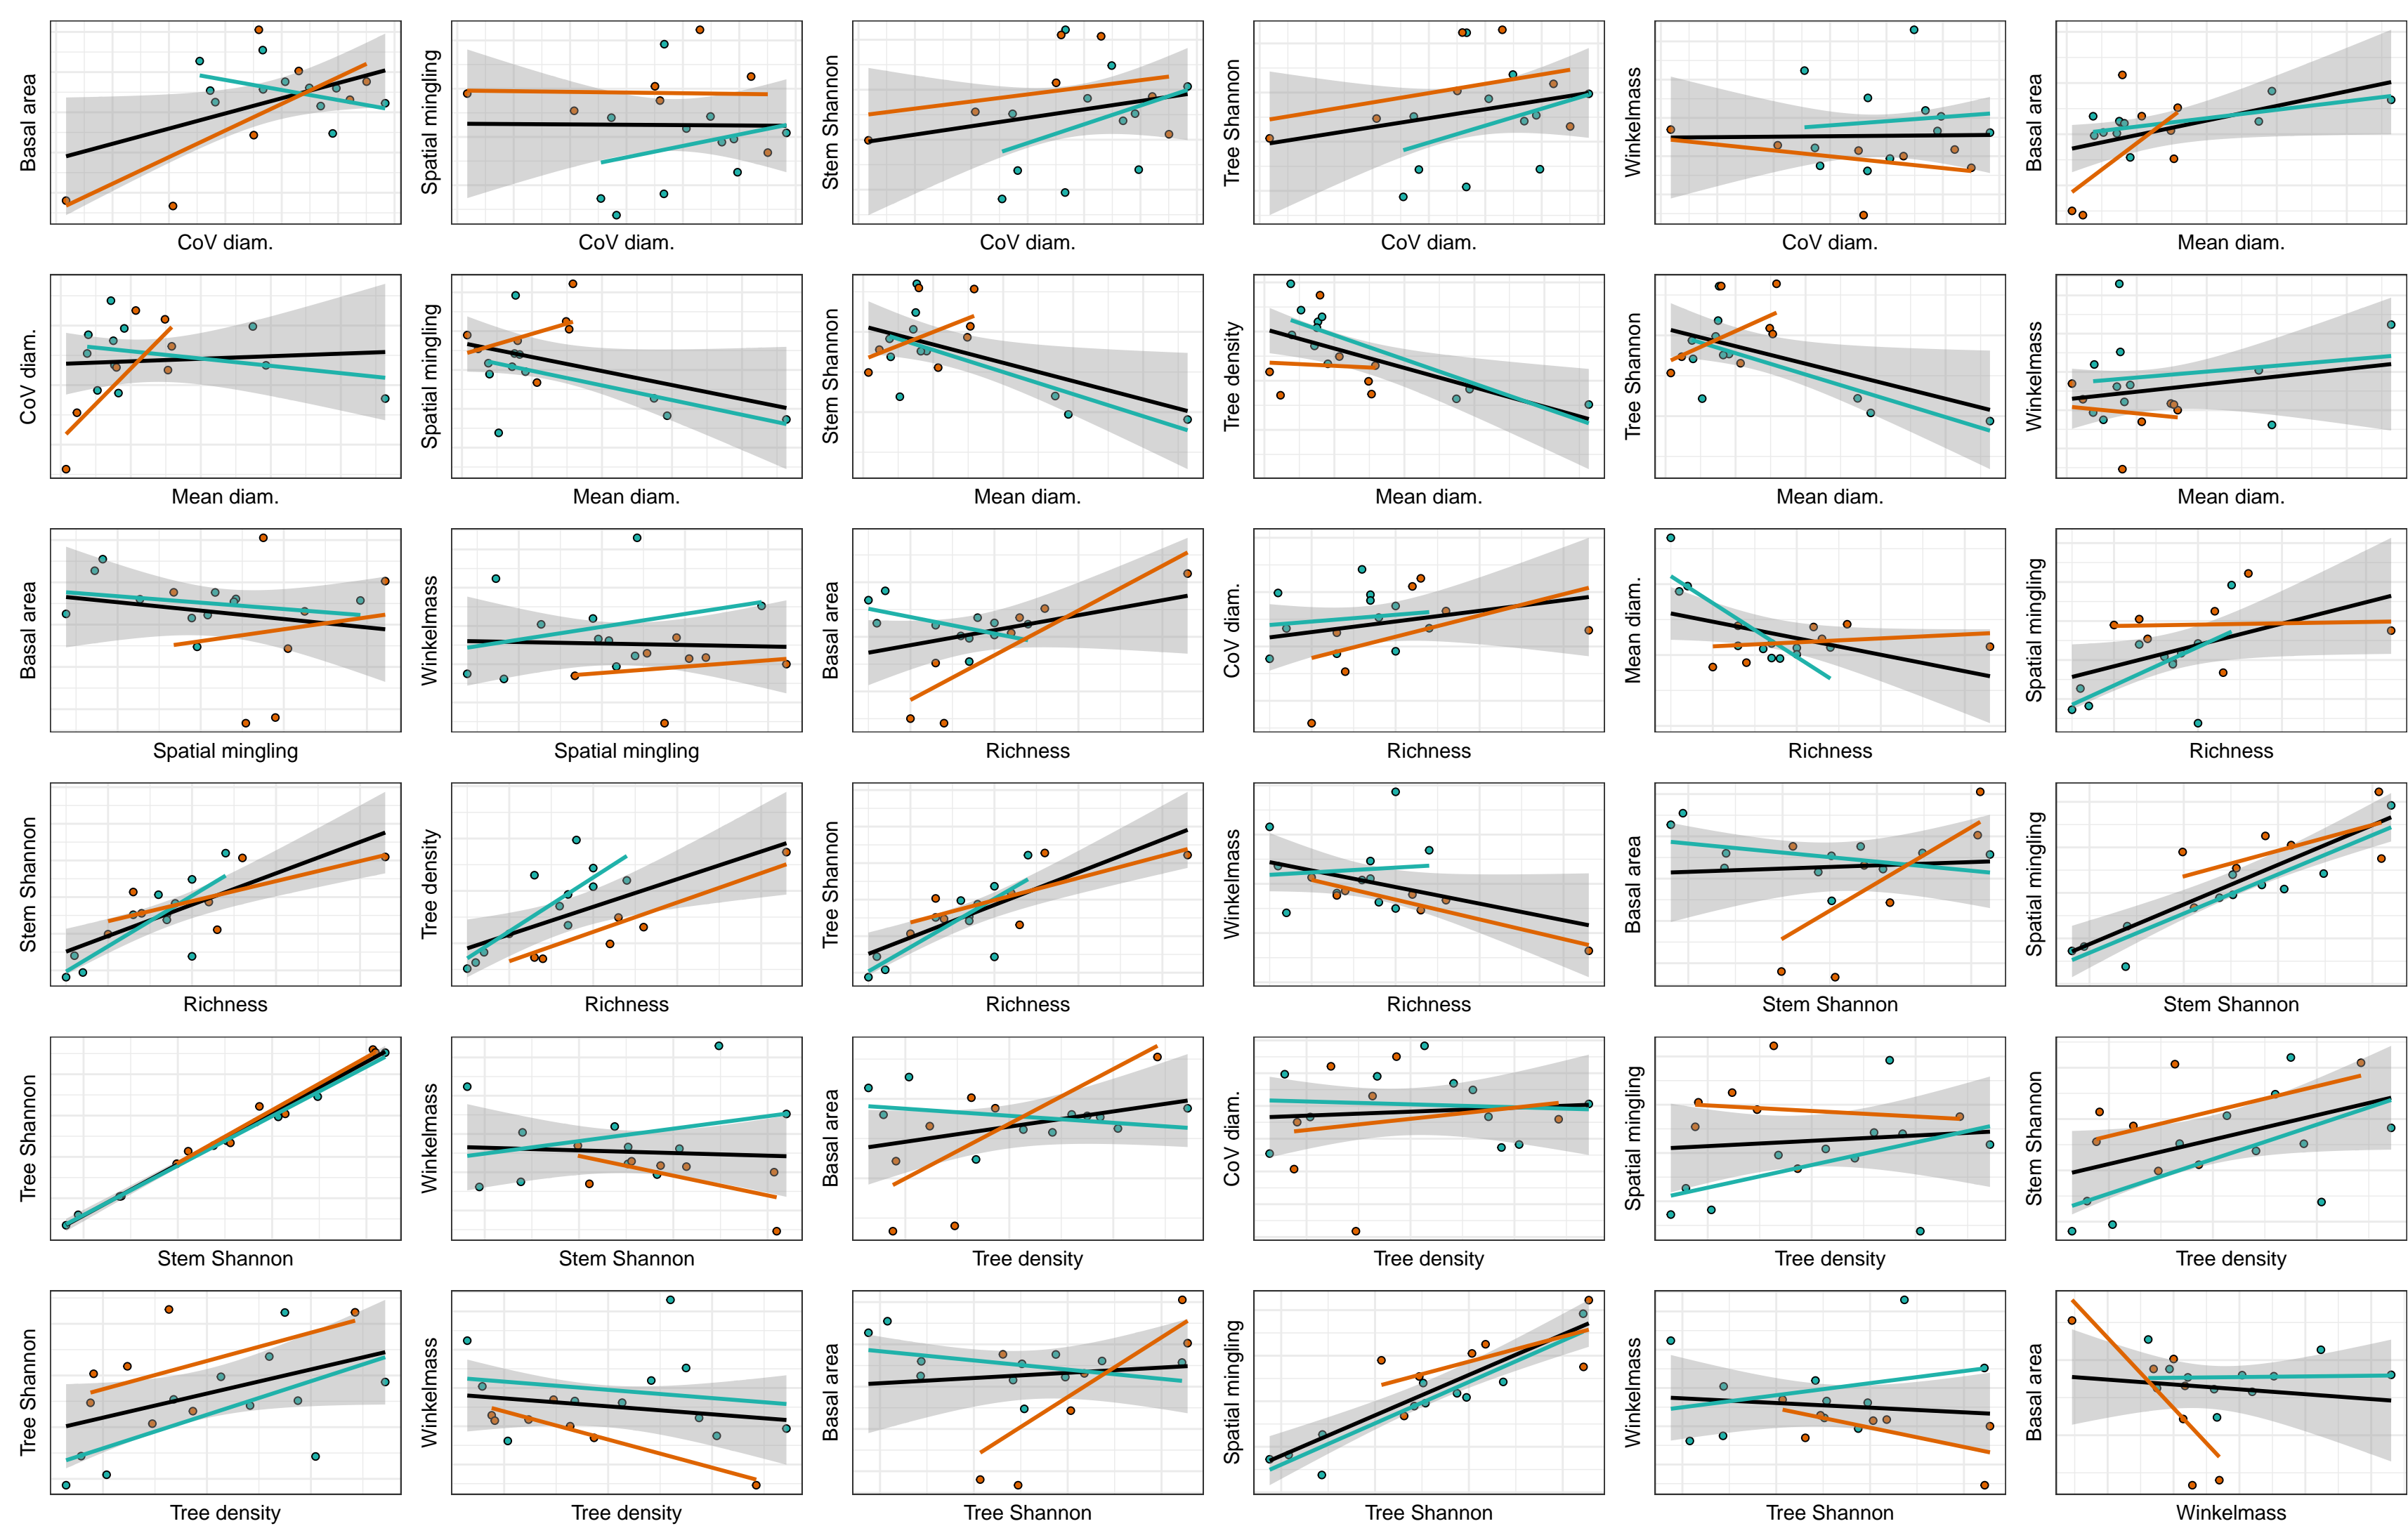 Basal area
Spatial mingling
Stem Shannon
Tree Shannon
Winkelmass
Basal area
CoV diam.
CoV diam.
CoV diam.
CoV diam.
CoV diam.
Mean diam.
CoV diam.
Spatial mingling
Stem Shannon
Tree density
Tree Shannon
Winkelmass
Mean diam.
Mean diam.
Mean diam.
Mean diam.
Mean diam.
Mean diam.
Basal area
Winkelmass
Basal area
CoV diam.
Mean diam.
Spatial mingling
Spatial mingling
Spatial mingling
Richness
Richness
Richness
Richness
Stem Shannon
Tree density
Tree Shannon
Winkelmass
Basal area
Spatial mingling
Richness
Richness
Richness
Richness
Stem Shannon
Stem Shannon
Tree Shannon
Winkelmass
Basal area
CoV diam.
Spatial mingling
Stem Shannon
Stem Shannon
Stem Shannon
Tree density
Tree density
Tree density
Tree density
Tree Shannon
Winkelmass
Basal area
Spatial mingling
Winkelmass
Basal area
Tree density
Tree density
Tree Shannon
Tree Shannon
Tree Shannon
Winkelmass